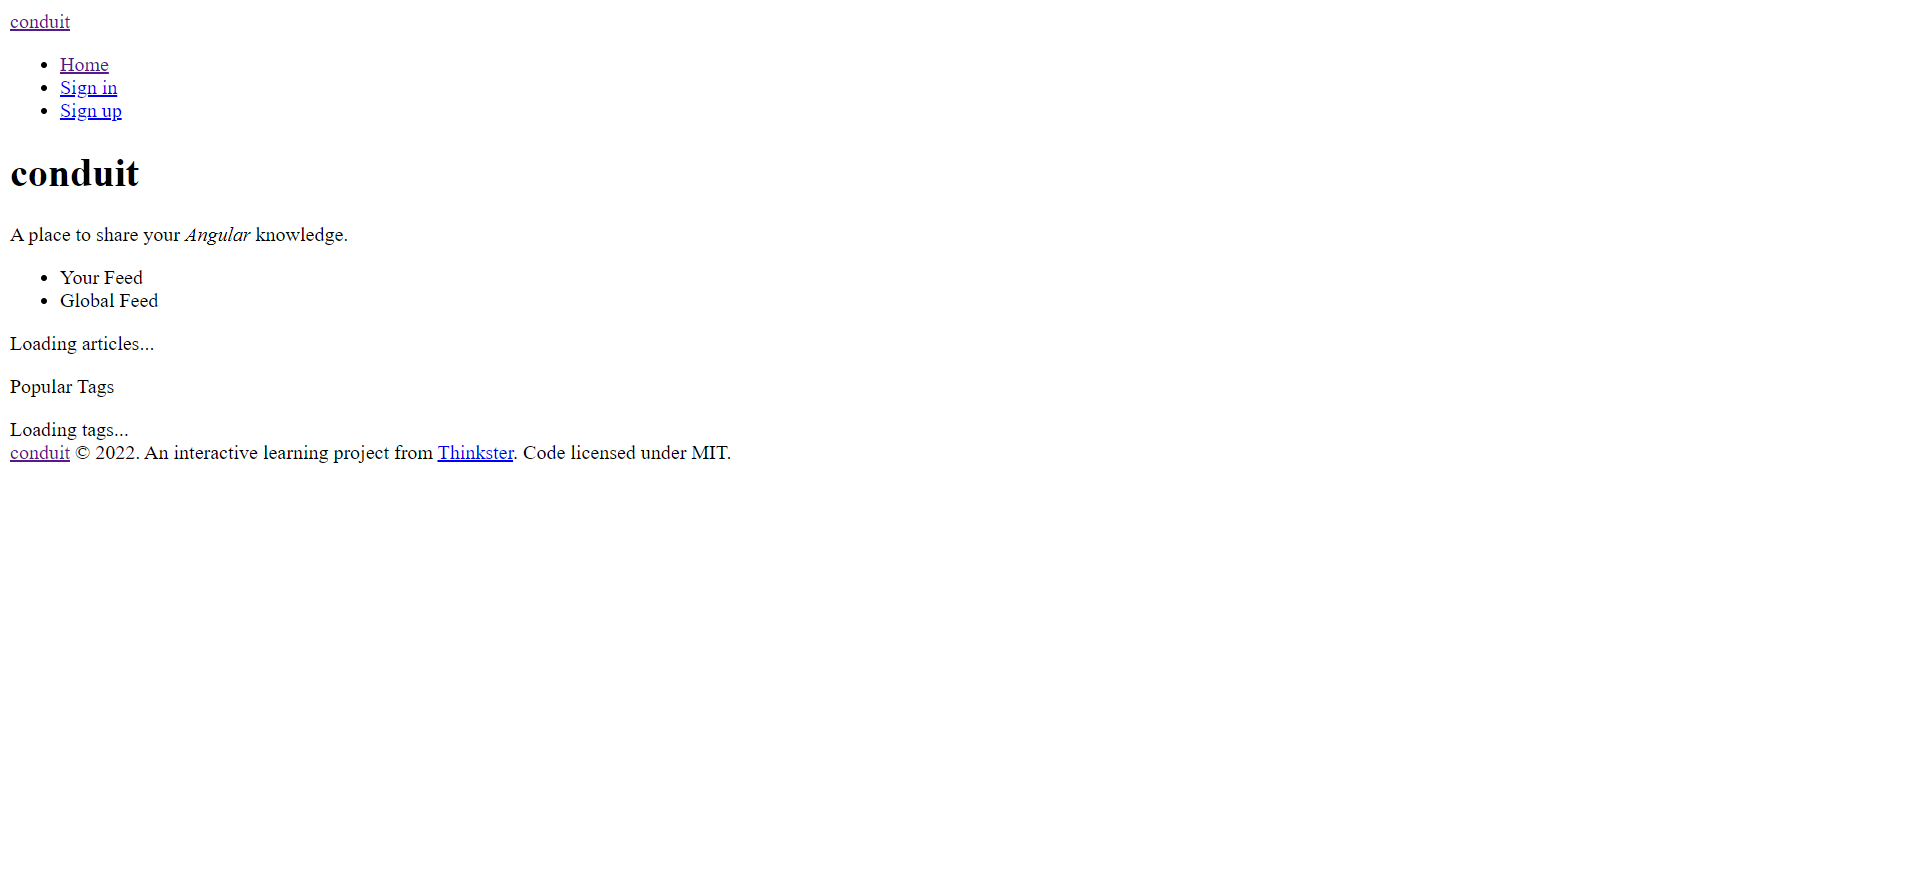 conduit
Home
Sign in
Sign up
conduit
A place to share your Angular knowledge.
Your Feed
Global Feed
Loading articles...
Popular Tags
Loading tags...
conduit © 2022. An interactive learning project from Thinkster. Code licensed under MIT.